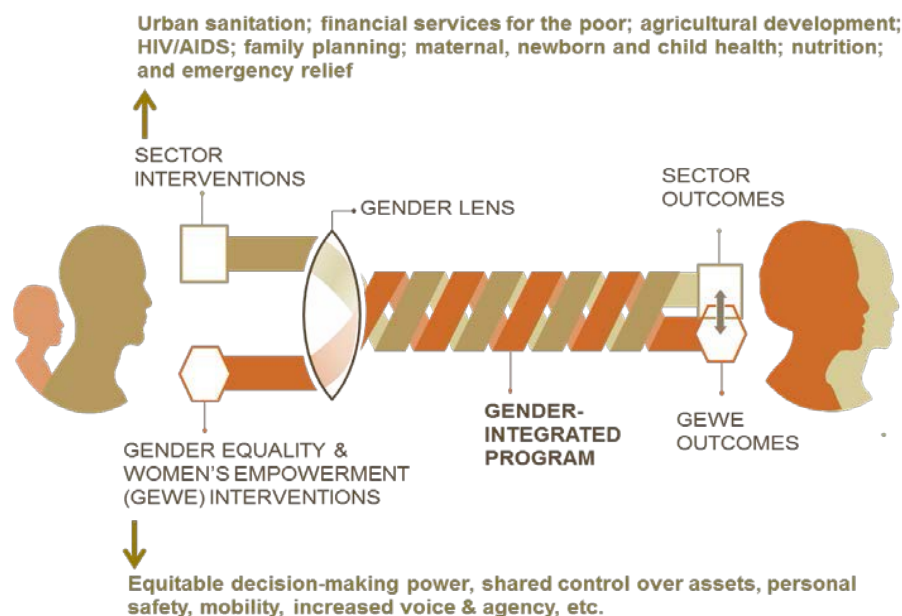 Urban sanitation; financial services for the poor; agricultural development;
HIV/AIDS; family planning; maternal, newborn and child health; nutrition;
and emergency relief
SECTOR
INTERVENTIONS
GENDER LENS
SECTOR
OUTCOMES
GENDER-
INTEGRATED
PROGRAM
GEWE
OUTCOMES
GENDER EQUALITY &
WOMEN'S EMPOWERMENT
(GEWE) INTERVENTIONS
Equitable decision-making power, shared control over assets, personal
safety, mobility, increased voice & agency, etc.